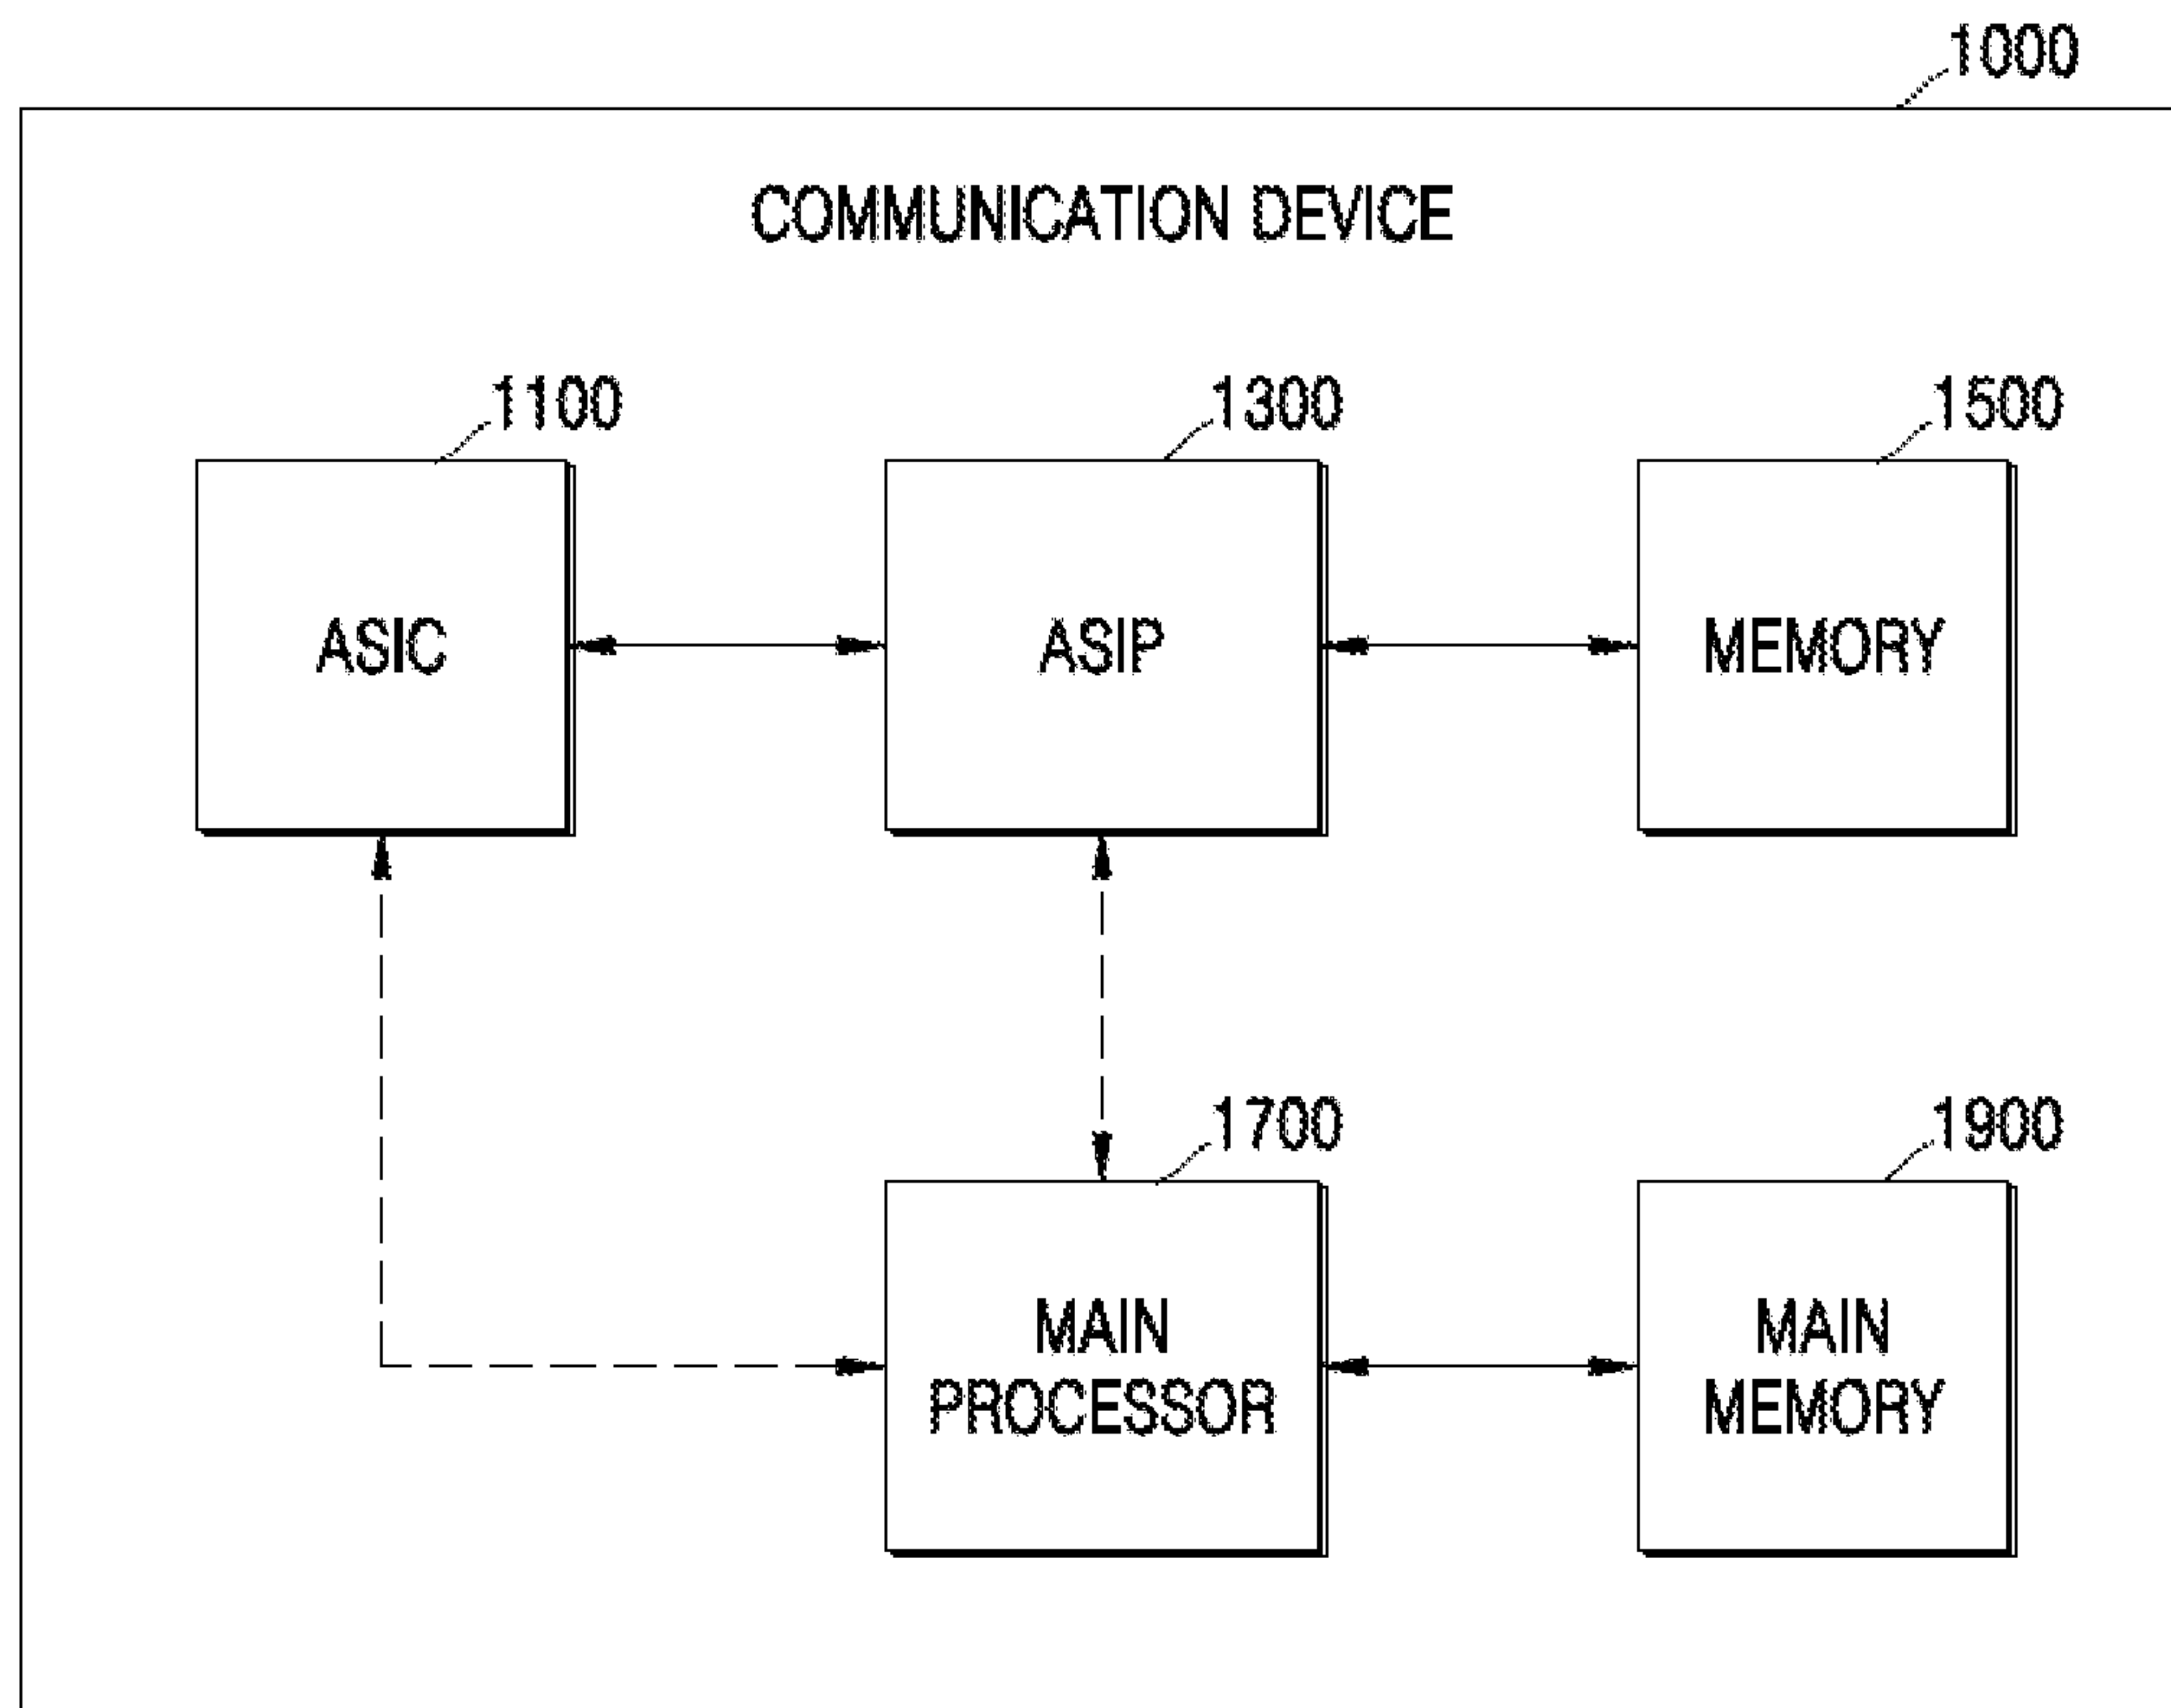 1000
COMMUNICATION DEVICE
1100
1300
1500
ASIC
ASIP
MEMORY
1700
1900
MAIN
PROCESSOR
MAIN
MEMORY